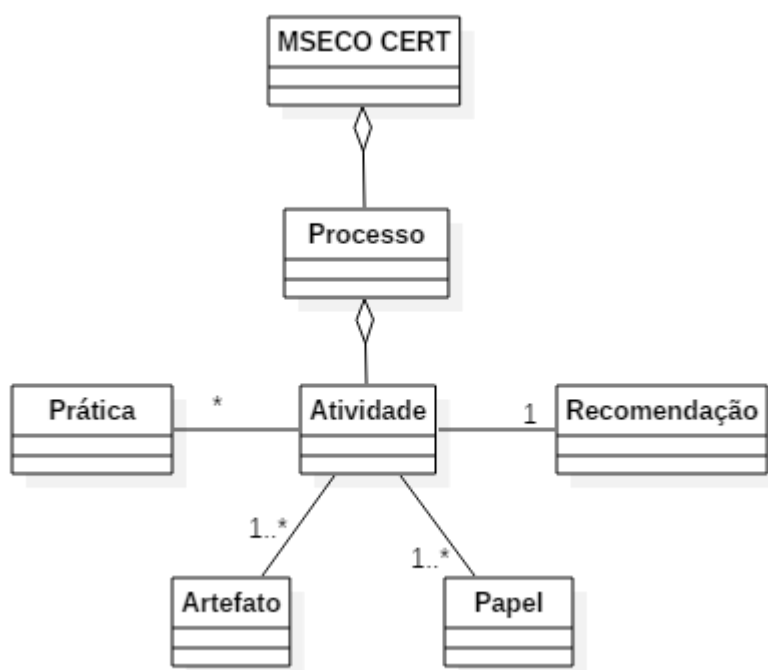 MSECO CERT
Processo
Prática
*
Atividade
1
Recomendação
1..*
1..*
Artefato
Papel